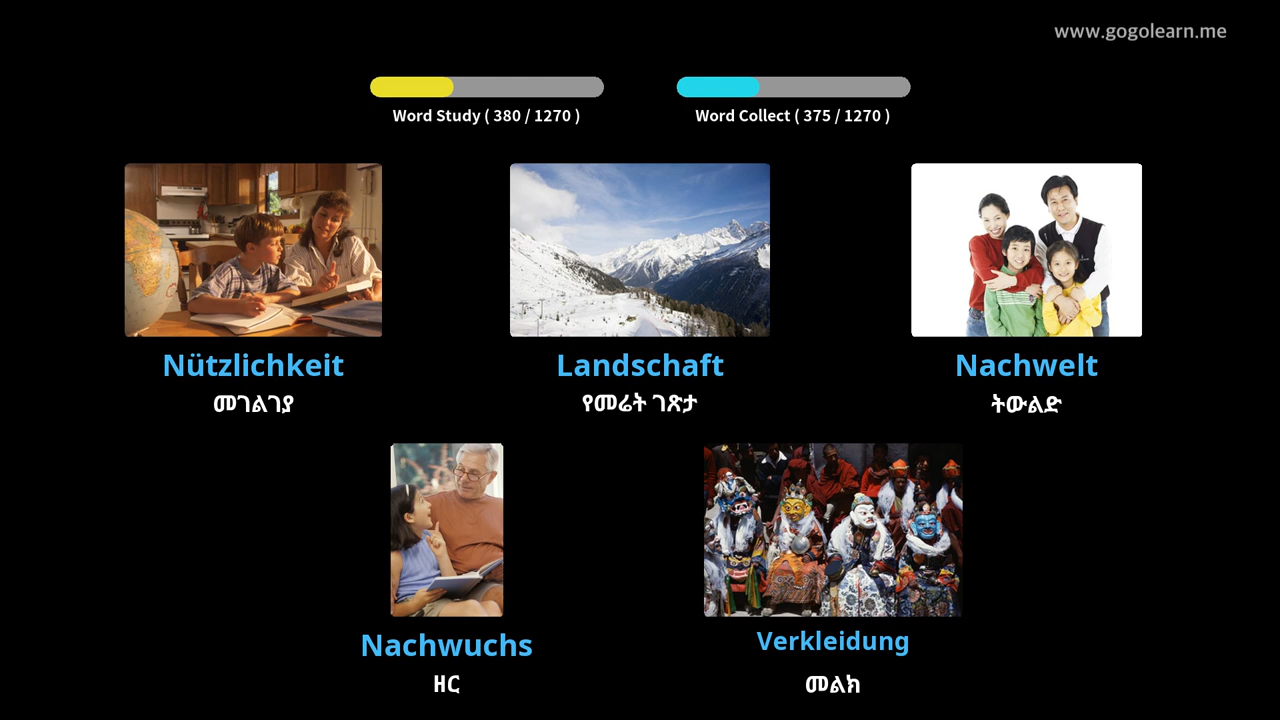 www.gogolearn.me
Word Study ( 380 / 1270 )
Word Collect ( 375 / 1270 )
Nützlichkeit
መገልገያ
Landschaft
የመሬት ገጽታ
Nachwelt
ትውልድ
Nachwuchs
ዘር
Verkleidung
መልክ